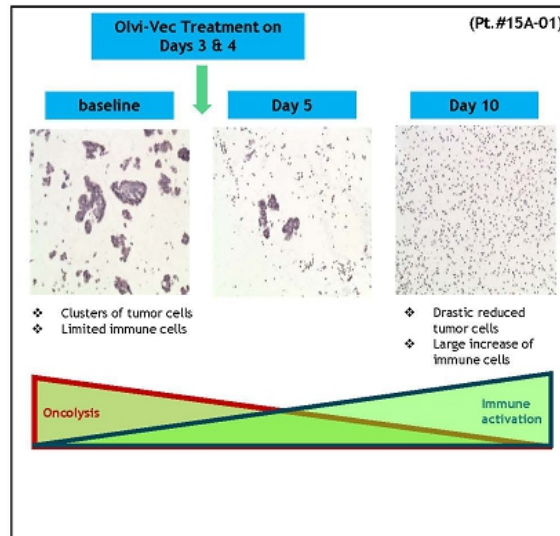 (Pt.#15A-01)
Olvi-Vec Treatment on
Days 3 & 4
baseline
Day 5
Day 10
❖ Clusters of tumor cells
❖ Limited immune cells
❖ Drastic reduced
tumor cells
❖ Large increase of
immune cells
Oncolysis
Immune
activation